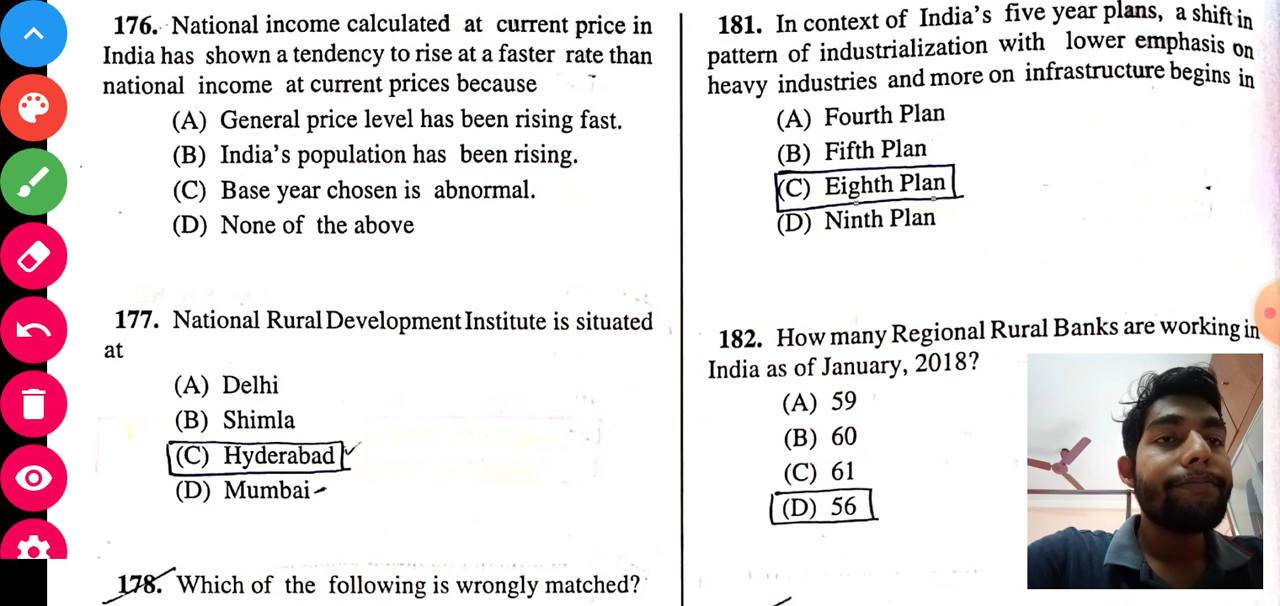 176. National income calculated at current price in
India has shown a tendency to rise at a faster rate than
national income at current prices because
(A) General price level has been rising fast.
(B) India's population has been rising.
(C) Base year chosen is abnormal.
(D) None of the above
177. National Rural Development Institute is situated
at
(A) Delhi
(B) Shimla
(C) Hyderabad
(D) Mumbai
178. Which of the following is wrongly matched?
181. In context of India's five year plans, a shift in
pattern of industrialization with lower emphasis on
heavy industries and more on infrastructure begins in
(A) Fourth Plan
(B) Fifth Plan
(C) Eighth Plan
(D) Ninth Plan
182. How many Regional Rural Banks are working in
India as of January, 2018?
(A) 59
(B) 60
(C) 61
(D) 56